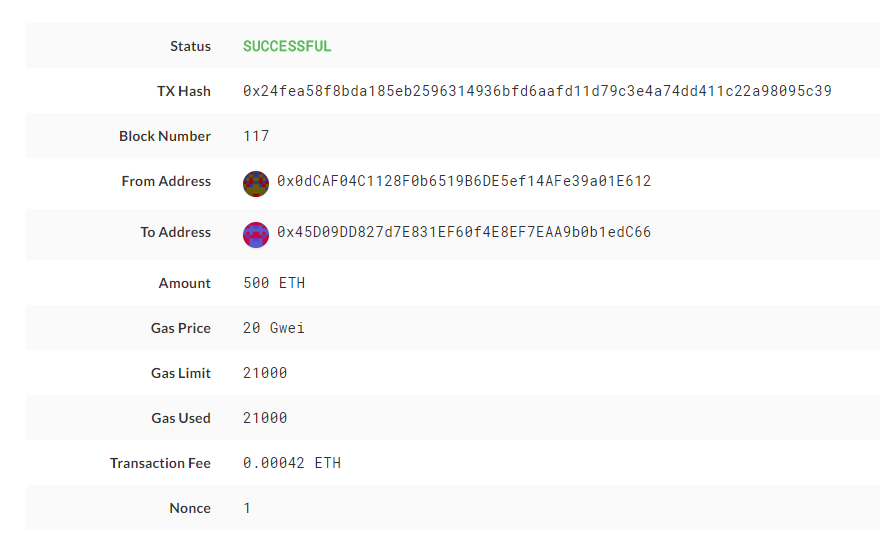 Status SUCCESSFUL
TX Hash 0x24fea58f8bda185eb2596314936bfd6aafd11d79c3e4a74dd411c22a98095c39
Block Number 117
From Address 0x0dCAF04C1128F0b6519B6DE5ef14AFe39a01E612
To Address 0x45D09DD827d7E831EF60f4E8EF7EAA9b0b1edC66
Amount 500 ETH
Gas Price 20 Gwei
Gas Limit 21000
Gas Used 21000
Transaction Fee 0.00042 ETH
Nonce 1